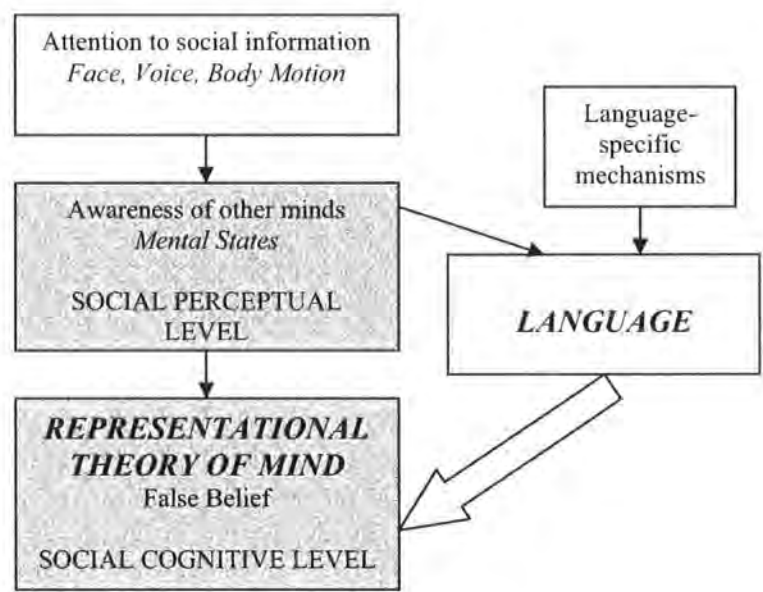 Attention to social information
Face, Voice, Body Motion
Language-
specific
mechanisms
Awareness of other minds
Mental States
SOCIAL PERCEPTUAL
LEVEL
LANGUAGE
REPRESENTATIONAL
THEORY OF MIND
False Belief
SOCIAL COGNITIVE LEVEL